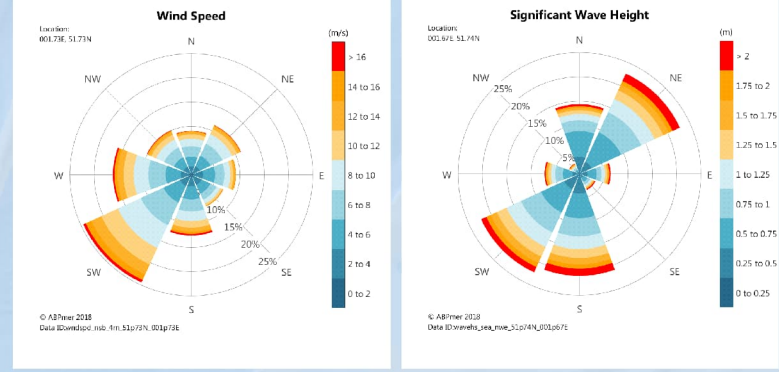 Wind Speed
Location:
001.73E, 51.73N
(m/s)
N
NE
E
SE
S
SW
W
NW
10%
15%
20%
25%
> 16
14 to 16
12 to 14
10 to 12
8 to 10
6 to 8
4 to 6
2 to 4
0 to 2
© ABPmer 2018
Data ID:wndspd_nsb_4m_51p73N_001p73E
Significant Wave Height
Location:
001.67E, 51.74N
(m)
N
NE
E
SE
S
SW
W
NW
25%
20%
15%
10%
5%
> 2
1.75 to 2
1.5 to 1.75
1.25 to 1.5
1 to 1.25
0.75 to 1
0.5 to 0.75
0.25 to 0.5
0 to 0.25
© ABPmer 2018
Data ID:wavehs_sea_nwe_51p74N_001p67E